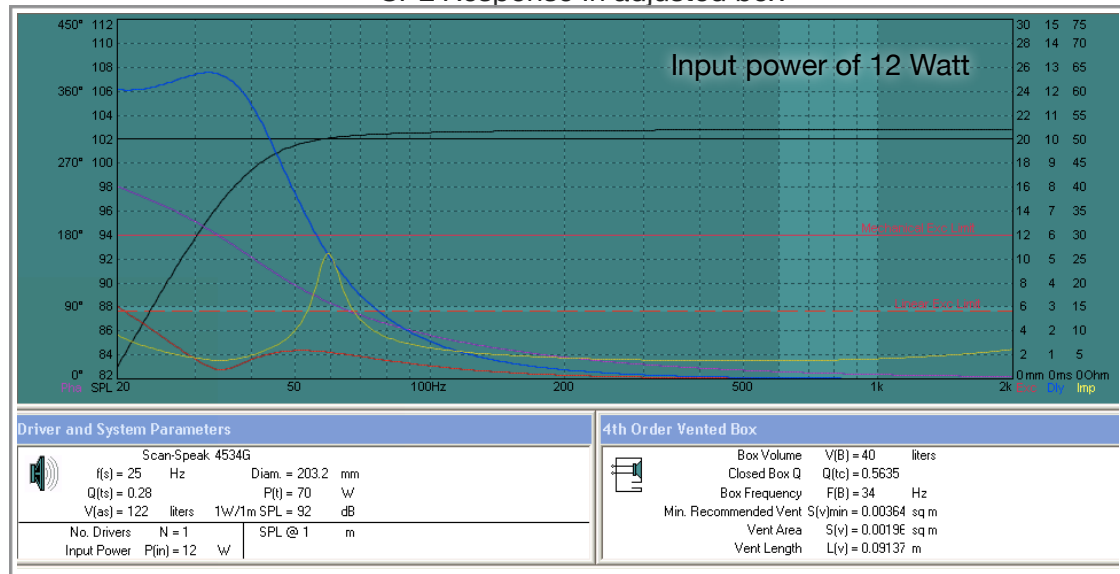 SPL Response in adjusted box
Input power of 12 Watt
450° 112 30 15 75
110 28 14 70
108 26 13 65
360° 106 24 12 60
104 22 11 55
102 20 10 50
270° 100 18 9 45
98 16 8 40
96 14 7 35
180° 94 Mechanical Exc Limit 12 6 30
92 10 5 25
90 8 4 20
90° 88 Linear Exc Limit 6 3 15
86 4 2 10
84 2 1 5
0° 82 0 mm 0ms 0Ohm
SPL 20 50 100Hz 200 500 1k 2k Exc Dly Imp
Driver and System Parameters
Scan-Speak 4534G
f(s) = 25 Hz Diam. = 203.2 mm
Q(ts) = 0.28 P(t) = 70 W
V(as) = 122 liters 1W/1m SPL = 92 dB
No. Drivers N = 1 SPL @ 1 m
Input Power P(in) = 12 W
4th Order Vented Box
Box Volume V(B) = 40 liters
Closed Box Q Q(tc) = 0.5635
Box Frequency F(B) = 34 Hz
Min. Recommended Vent S(v)min = 0.00364 sq m
Vent Area S(v) = 0.00196 sq m
Vent Length L(v) = 0.09137 m